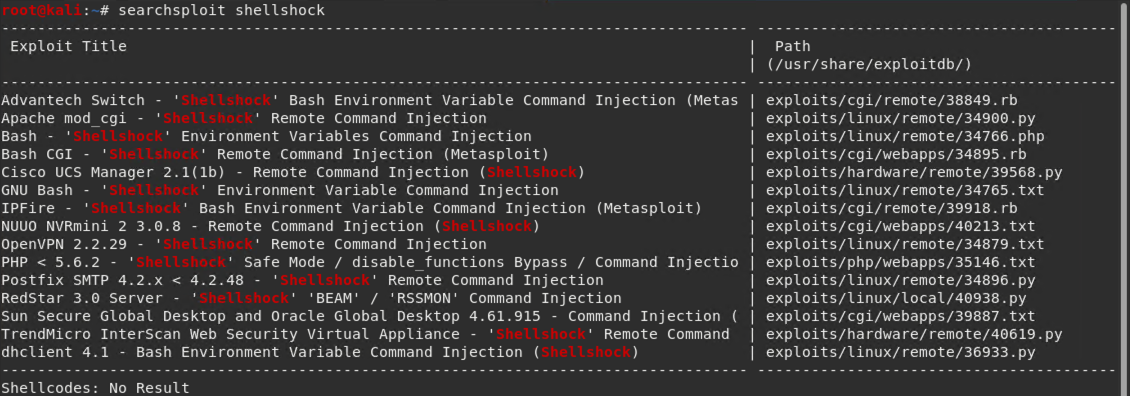 root@kali:~# searchsploit shellshock
--------------------------------------------------------------------------------- ----------------------------------------
 Exploit Title | Path
 | (/usr/share/exploitdb/)
--------------------------------------------------------------------------------- ----------------------------------------
Advantech Switch - 'Shellshock' Bash Environment Variable Command Injection (Metas | exploits/cgi/remote/38849.rb
Apache mod_cgi - 'Shellshock' Remote Command Injection | exploits/linux/remote/34900.py
Bash - 'Shellshock' Environment Variables Command Injection | exploits/linux/remote/34766.php
Bash CGI - 'Shellshock' Remote Command Injection (Metasploit) | exploits/cgi/webapps/34895.rb
Cisco UCS Manager 2.1(1b) - Remote Command Injection (Shellshock) | exploits/hardware/remote/39568.py
GNU Bash - 'Shellshock' Environment Variable Command Injection | exploits/linux/remote/34765.txt
IPFire - 'Shellshock' Bash Environment Variable Command Injection (Metasploit) | exploits/cgi/remote/39918.rb
NUUO NVRmini 2 3.0.8 - Remote Command Injection (Shellshock) | exploits/cgi/webapps/40213.txt
OpenVPN 2.2.29 - 'Shellshock' Remote Command Injection | exploits/linux/remote/34879.txt
PHP < 5.6.2 - 'Shellshock' Safe Mode / disable_functions Bypass / Command Injectio | exploits/php/webapps/35146.txt
Postfix SMTP 4.2.x < 4.2.48 - 'Shellshock' Remote Command Injection | exploits/linux/remote/34896.py
RedStar 3.0 Server - 'Shellshock' 'BEAM' / 'RSSMON' Command Injection | exploits/linux/local/40938.py
Sun Secure Global Desktop and Oracle Global Desktop 4.61.915 - Command Injection ( | exploits/cgi/webapps/39887.txt
TrendMicro InterScan Web Security Virtual Appliance - 'Shellshock' Remote Command | exploits/hardware/remote/40619.py
dhclient 4.1 - Bash Environment Variable Command Injection (Shellshock) | exploits/linux/remote/36933.py
--------------------------------------------------------------------------------- ----------------------------------------
Shellcodes: No Result